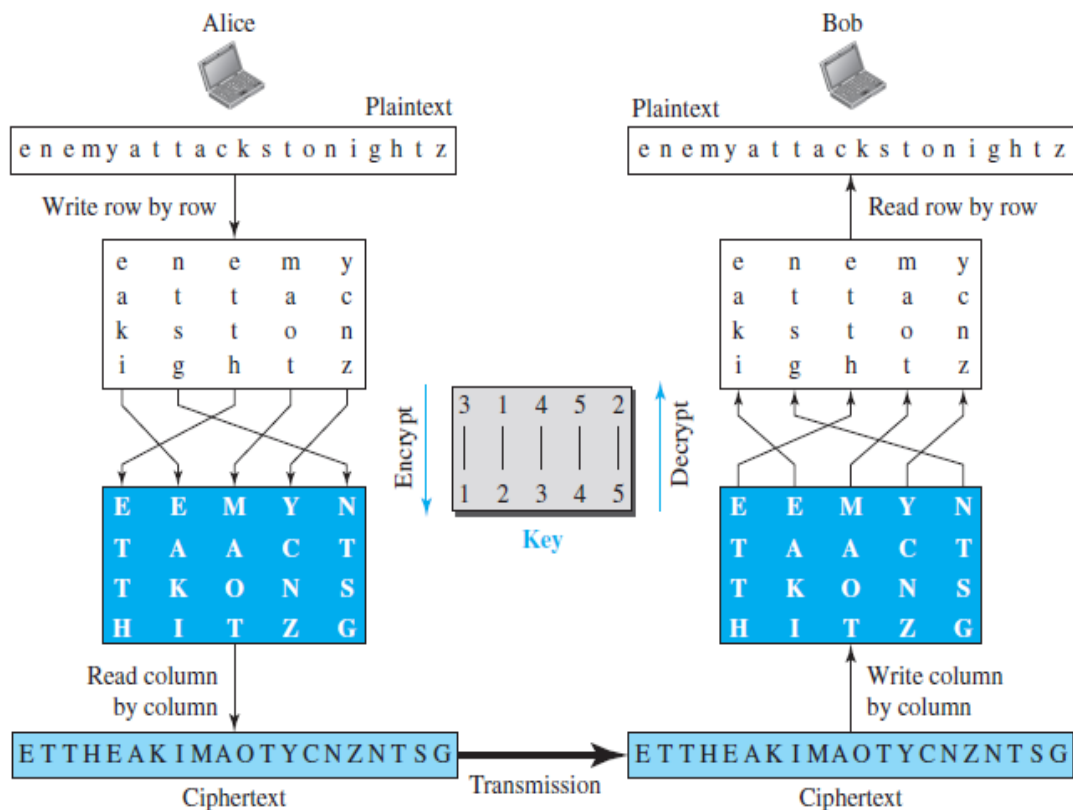 Alice
Bob
Plaintext
Plaintext
e n e m y a t t a c k s t o n i g h t z
e n e m y a t t a c k s t o n i g h t z
Write row by row
Read row by row
e n e m y
a t t a c
k s t o n
i g h t z
e n e m y
a t t a c
k s t o n
i g h t z
Encrypt
3 1 4 5 2
1 2 3 4 5
Decrypt
Key
E E M Y N
T A A C T
T K O N S
H I T Z G
E E M Y N
T A A C T
T K O N S
H I T Z G
Read column
by column
Write column
by column
E T T H E A K I M A O T Y C N Z N T S G
Transmission
E T T H E A K I M A O T Y C N Z N T S G
Ciphertext
Ciphertext